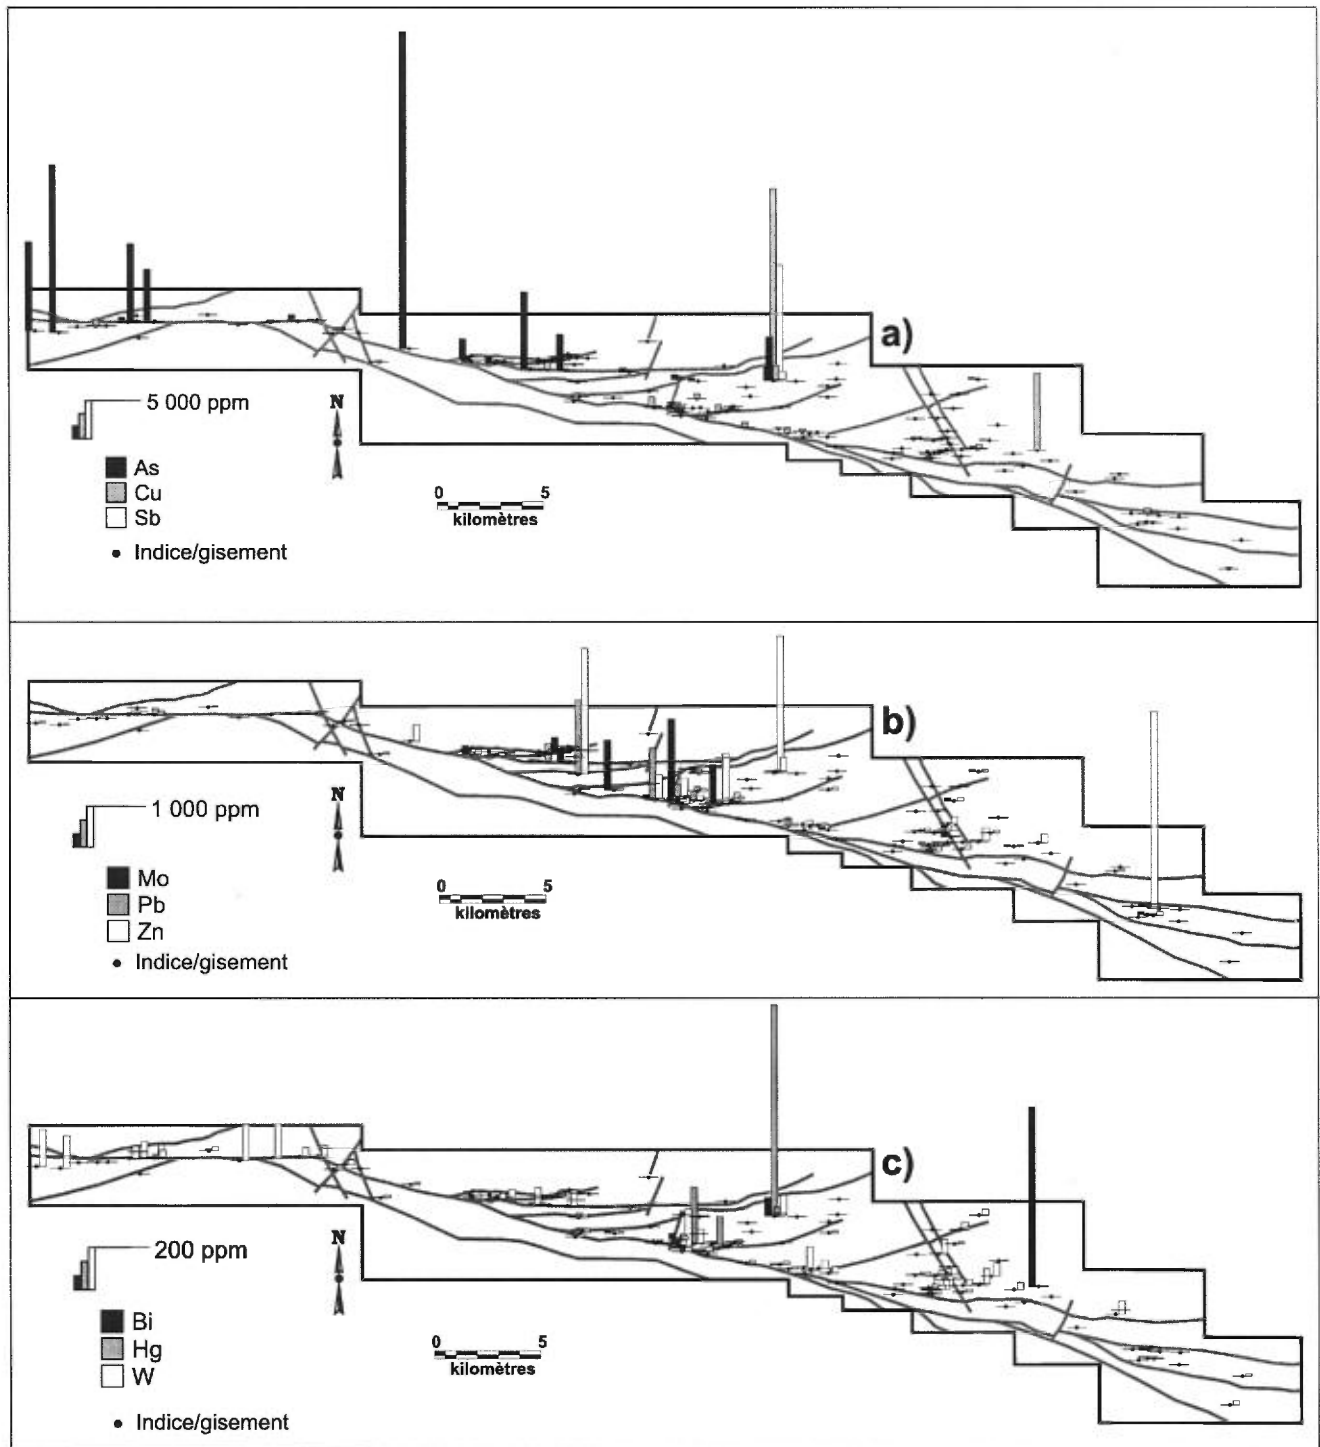 a)
5 000 ppm
N
As
Cu
Sb
0 5
kilomètres
Indice/gisement
b)
1 000 ppm
N
Mo
Pb
Zn
0 5
kilomètres
Indice/gisement
c)
200 ppm
N
Bi
Hg
W
0 5
kilomètres
Indice/gisement